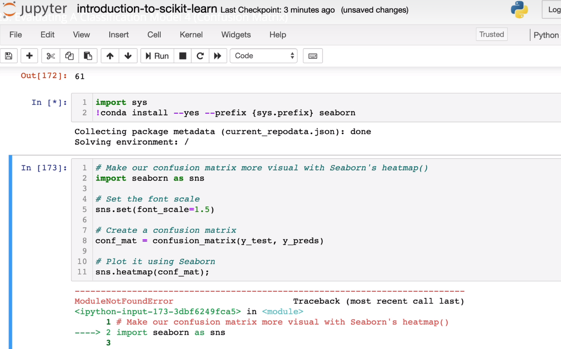 jupyter introduction-to-scikit-learn Last Checkpoint: 3 minutes ago (unsaved changes)
Log
File Edit View Insert Cell Kernel Widgets Help Trusted Python
Run Code
Out[172]: 61
In [*]: 1 import sys
2 !conda install --yes --prefix {sys.prefix} seaborn
Collecting package metadata (current_repodata.json): done
Solving environment: /
In [173]: 1 # Make our confusion matrix more visual with Seaborn's heatmap()
2 import seaborn as sns
3
4 # Set the font scale
5 sns.set(font_scale=1.5)
6
7 # Create a confusion matrix
8 conf_mat = confusion_matrix(y_test, y_preds)
9
10 # Plot it using Seaborn
11 sns.heatmap(conf_mat);
---------------------------------------------------------------------------
ModuleNotFoundError Traceback (most recent call last)
<ipython-input-173-3dbf6249fca5> in <module>
1 # Make our confusion matrix more visual with Seaborn's heatmap()
----> 2 import seaborn as sns
3